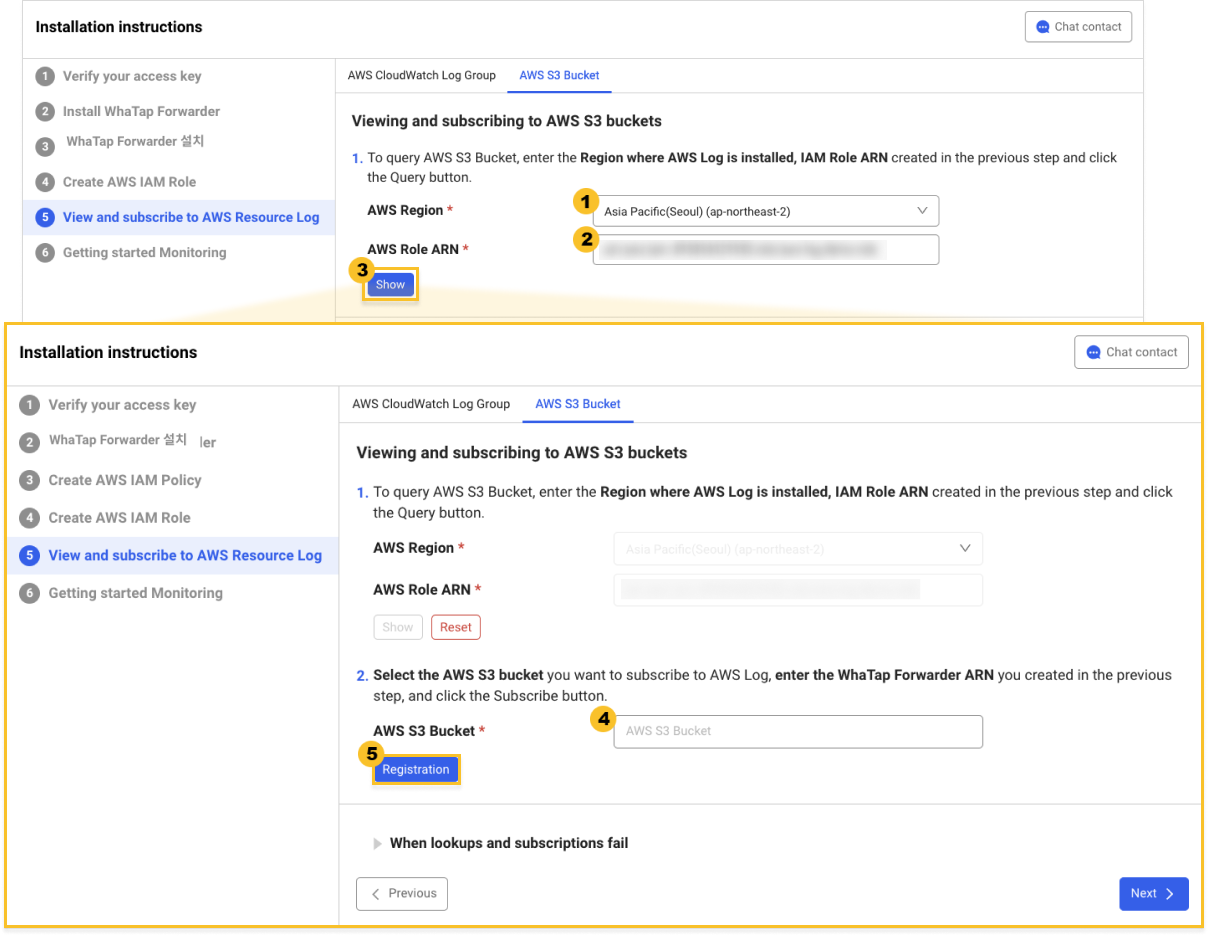 Installation instructions
Chat contact
1 Verify your access key
2 Install WhaTap Forwarder
3 WhaTap Forwarder 설치
4 Create AWS IAM Role
5 View and subscribe to AWS Resource Log
6 Getting started Monitoring
AWS CloudWatch Log Group AWS S3 Bucket
Viewing and subscribing to AWS S3 buckets
1. To query AWS S3 Bucket, enter the Region where AWS Log is installed, IAM Role ARN created in the previous step and click
the Query button.
AWS Region * 1 Asia Pacific(Seoul) (ap-northeast-2)
AWS Role ARN * 2
3 Show
Installation instructions
Chat contact
1 Verify your access key
2 WhaTap Forwarder 설치 ler
3 Create AWS IAM Policy
4 Create AWS IAM Role
5 View and subscribe to AWS Resource Log
6 Getting started Monitoring
AWS CloudWatch Log Group AWS S3 Bucket
Viewing and subscribing to AWS S3 buckets
1. To query AWS S3 Bucket, enter the Region where AWS Log is installed, IAM Role ARN created in the previous step and click
the Query button.
AWS Region * Asia Pacific(Seoul) (ap-northeast-2)
AWS Role ARN *
Show Reset
2. Select the AWS S3 bucket you want to subscribe to AWS Log, enter the WhaTap Forwarder ARN you created in the previous
step, and click the Subscribe button.
AWS S3 Bucket * 4 AWS S3 Bucket
5 Registration
When lookups and subscriptions fail
Previous
Next